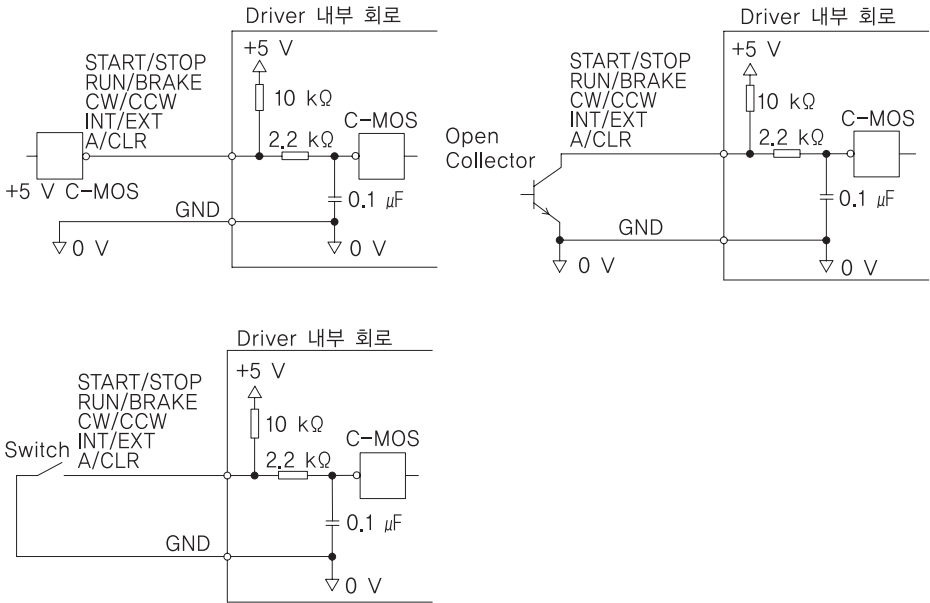 Driver 내부 회로
+5 V
START/STOP
RUN/BRAKE
CW/CCW
INT/EXT
A/CLR
10 kΩ
C-MOS
2.2 kΩ
+5 V C-MOS
0.1 µF
GND
0 V
0 V
Driver 내부 회로
+5 V
START/STOP
RUN/BRAKE
CW/CCW
INT/EXT
A/CLR
10 kΩ
C-MOS
2.2 kΩ
Open
Collector
0.1 µF
GND
0 V
0 V
Driver 내부 회로
+5 V
START/STOP
RUN/BRAKE
CW/CCW
INT/EXT
A/CLR
10 kΩ
C-MOS
Switch
2.2 kΩ
0.1 µF
GND
0 V